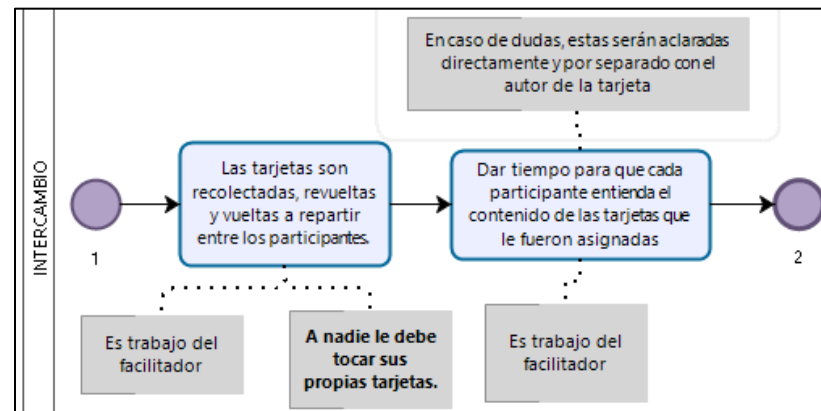 INTERCAMBIO
En caso de dudas, estas serán aclaradas
directamente y por separado con el
autor de la tarjeta
Las tarjetas son
recolectadas, revueltas
y vueltas a repartir
entre los participantes.
Dar tiempo para que cada
participante entienda el
contenido de las tarjetas que
le fueron asignadas
1
2
Es trabajo del
facilitador
A nadie le debe
tocar sus
propias tarjetas.
Es trabajo del
facilitador